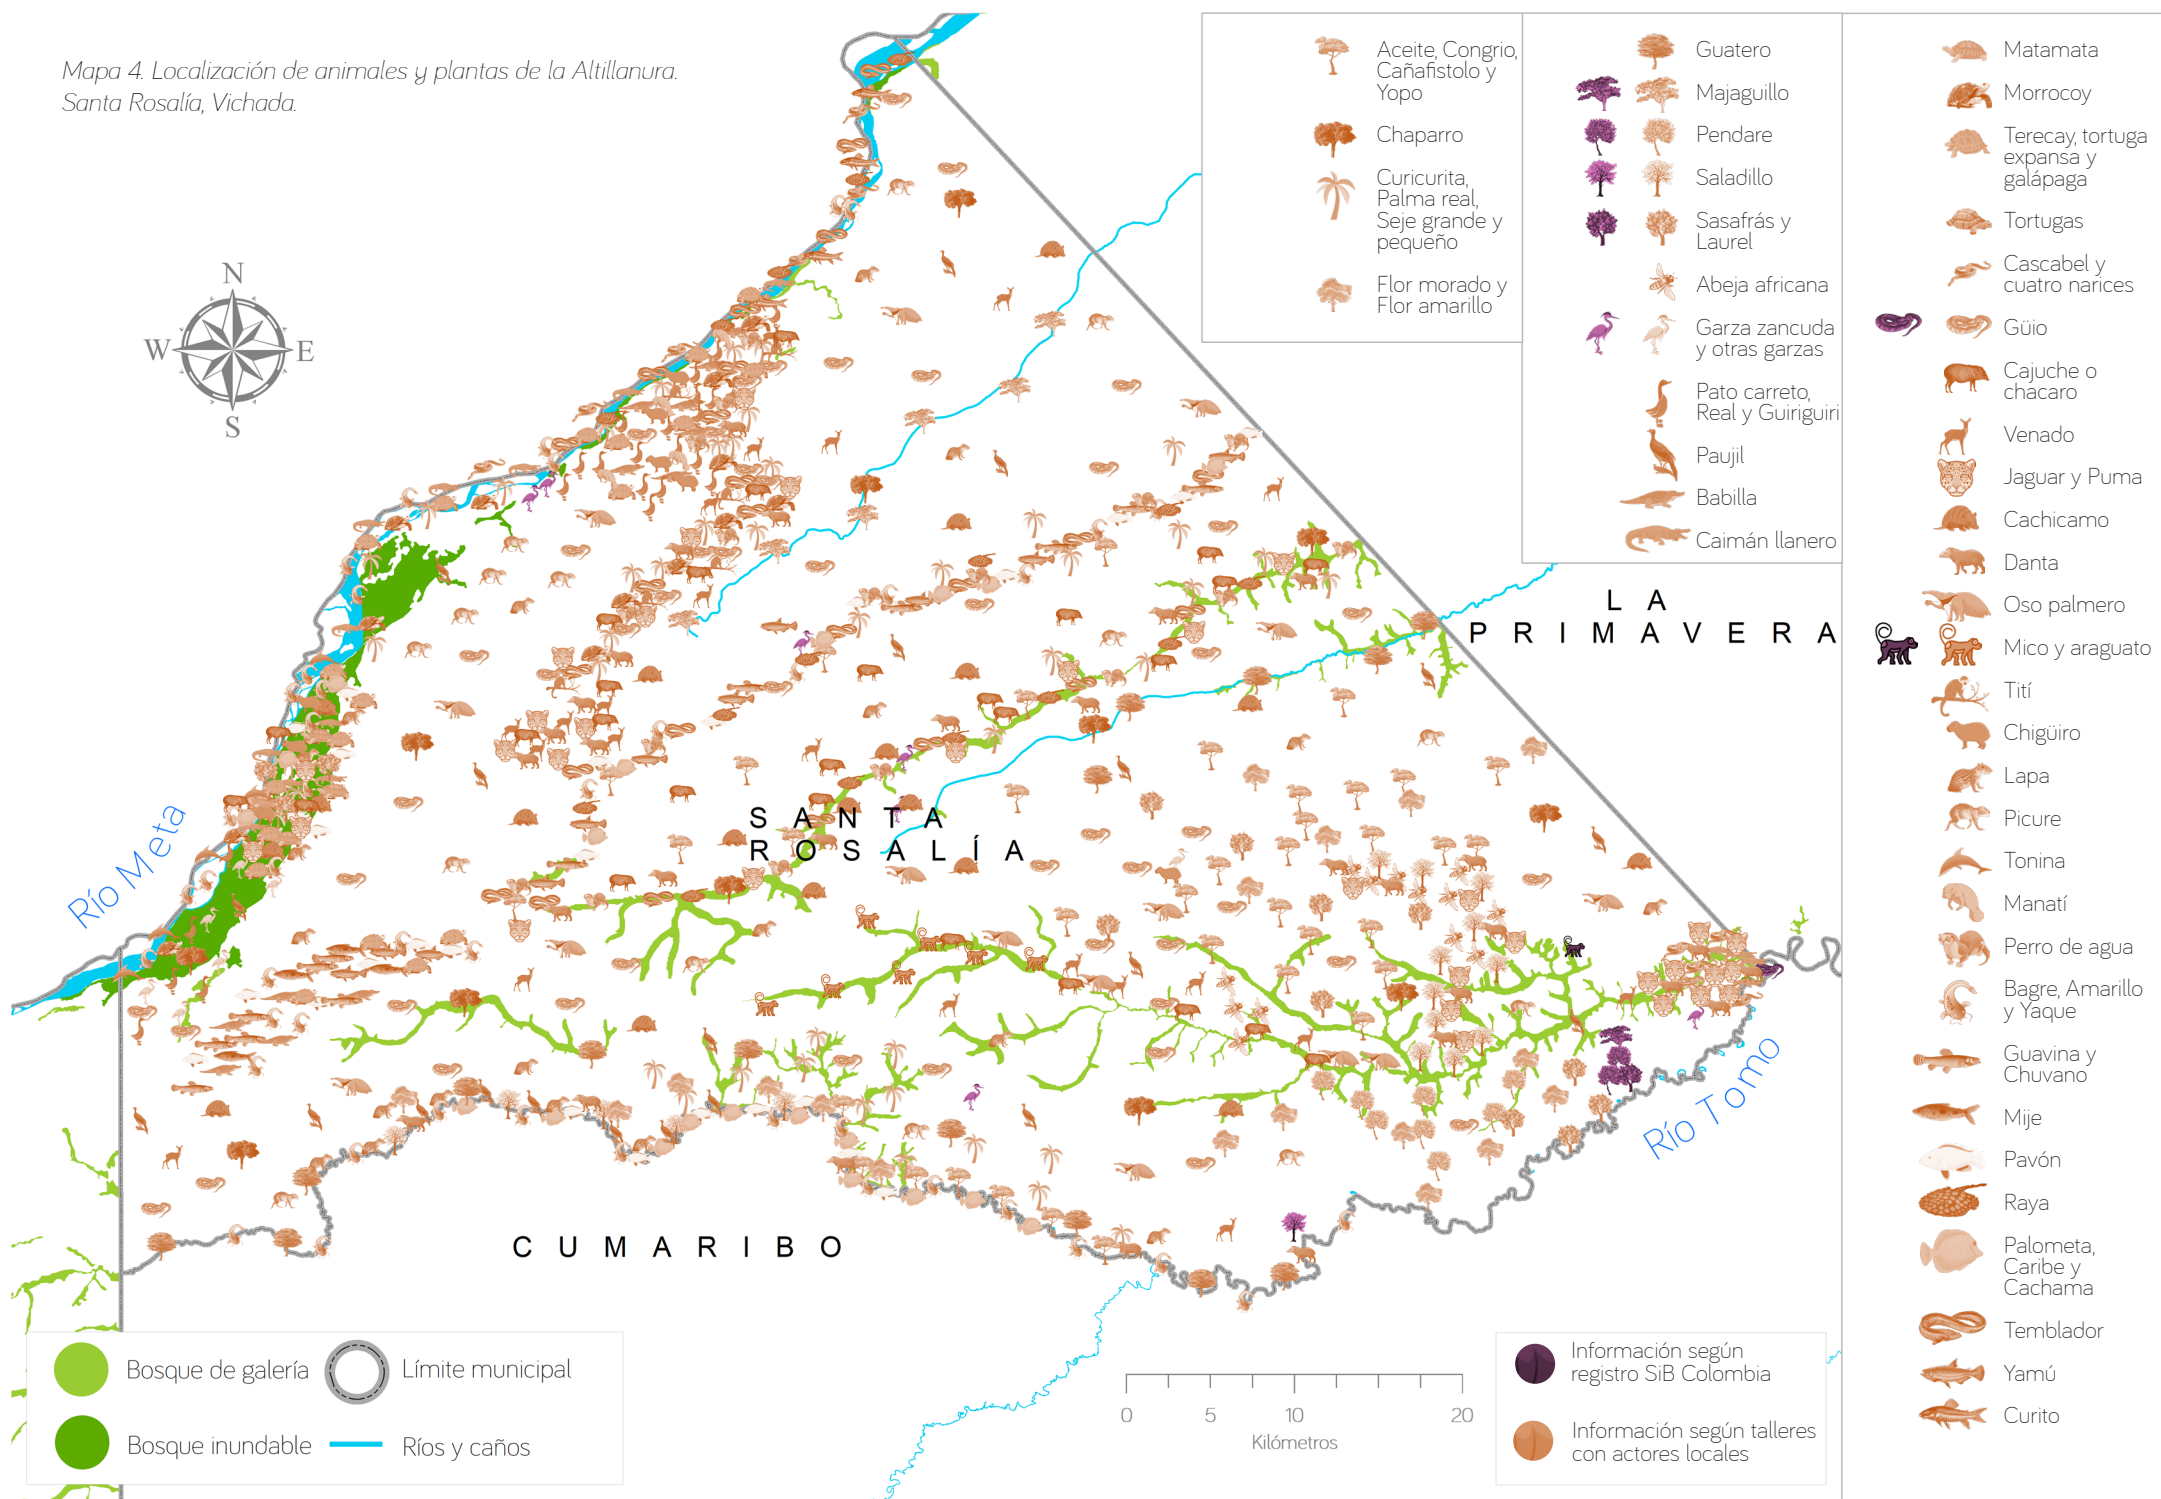 Mapa 4. Localización de animales y plantas de la Altillanura.
Santa Rosalía, Vichada.
N
W
E
S
Aceite, Congrio,
Cañafistolo y
Yopo
Chaparro
Curicurita,
Palma real,
Seje grande y
pequeño
Flor morado y
Flor amarillo
Guatero
Majaguillo
Pendare
Saladillo
Sasafrás y
Laurel
Abeja africana
Garza zancuda
y otras garzas
Pato carreto,
Real y Guiriguiri
Paujil
Babilla
Caimán llanero
Matamata
Morrocoy
Terecay, tortuga
expansa y
galápaga
Tortugas
Cascabel y
cuatro narices
Güio
Cajuche o
chacaro
Venado
Jaguar y Puma
Cachicamo
Danta
Oso palmero
Mico y araguato
Tití
Chigüiro
Lapa
Picure
Tonina
Manatí
Perro de agua
Bagre, Amarillo
y Yaque
Guavina y
Chuvano
Mije
Pavón
Raya
Palometa,
Caribe y
Cachama
Temblador
Yamú
Curito
LA
PRIMAVERA
SANTA
ROSALÍA
Río Meta
Río Tomo
CUMARIBO
Bosque de galería
Límite municipal
Bosque inundable
Ríos y caños
0 5 10 20
Kilómetros
Información según
registro SiB Colombia
Información según talleres
con actores locales